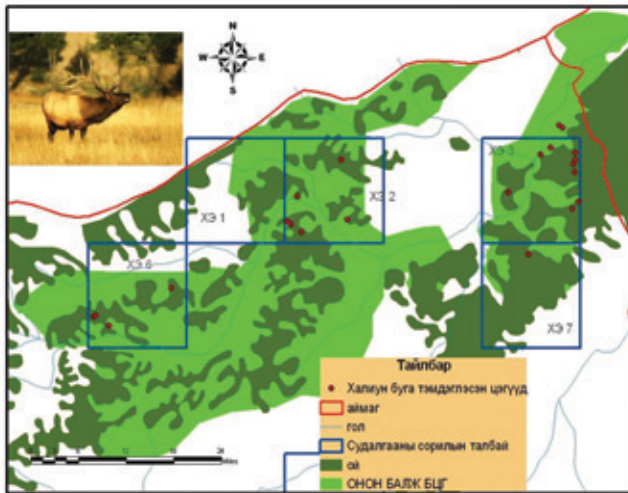 N
W E
S
ХЭ 1
ХЭ 2
ХЭ 3
ХЭ 6
ХЭ 7
Тайлбар
Халиун буга тэмдэглэсэн цэгүүд
аймаг
гол
Судалгааны сорилын талбай
ой
ОНОН БАЛЖ БЦГ